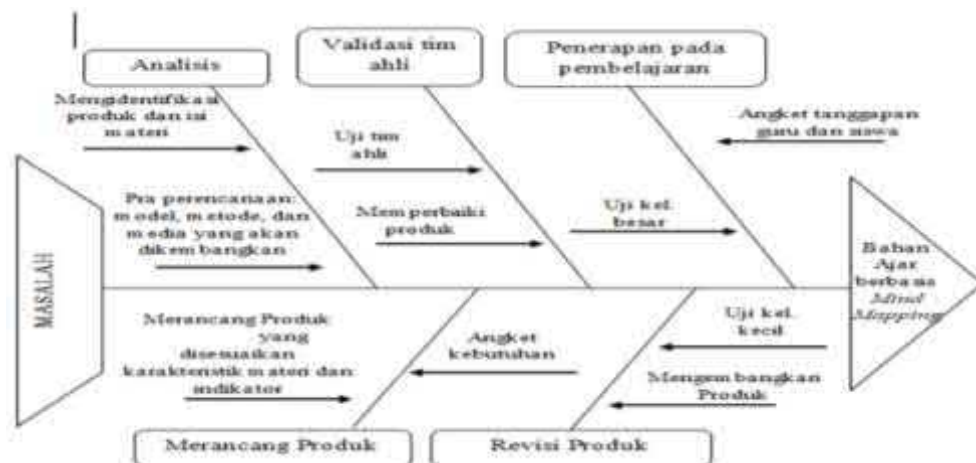 Analisis
Validasi tim
ahli
Penerapan pada
pembelajaran
Mengidentifikasi
produk dan isi
materi
Uji tim
ahli
Angket tanggapan
guru dan siswa
Pra perencanaan:
model, metode, dan
media yang akan
dikembangkan
Memperbaiki
produk
Uji kel.
besar
MASALAH
Bahan
Ajar
berbasis
Mind
Mapping
Merancang Produk
yang
disesuaikan
karakteristik materi dan
indikator
Angket
kebutuhan
Uji kel.
kecil
Mengembangkan
Produk
Merancang Produk
Revisi Produk